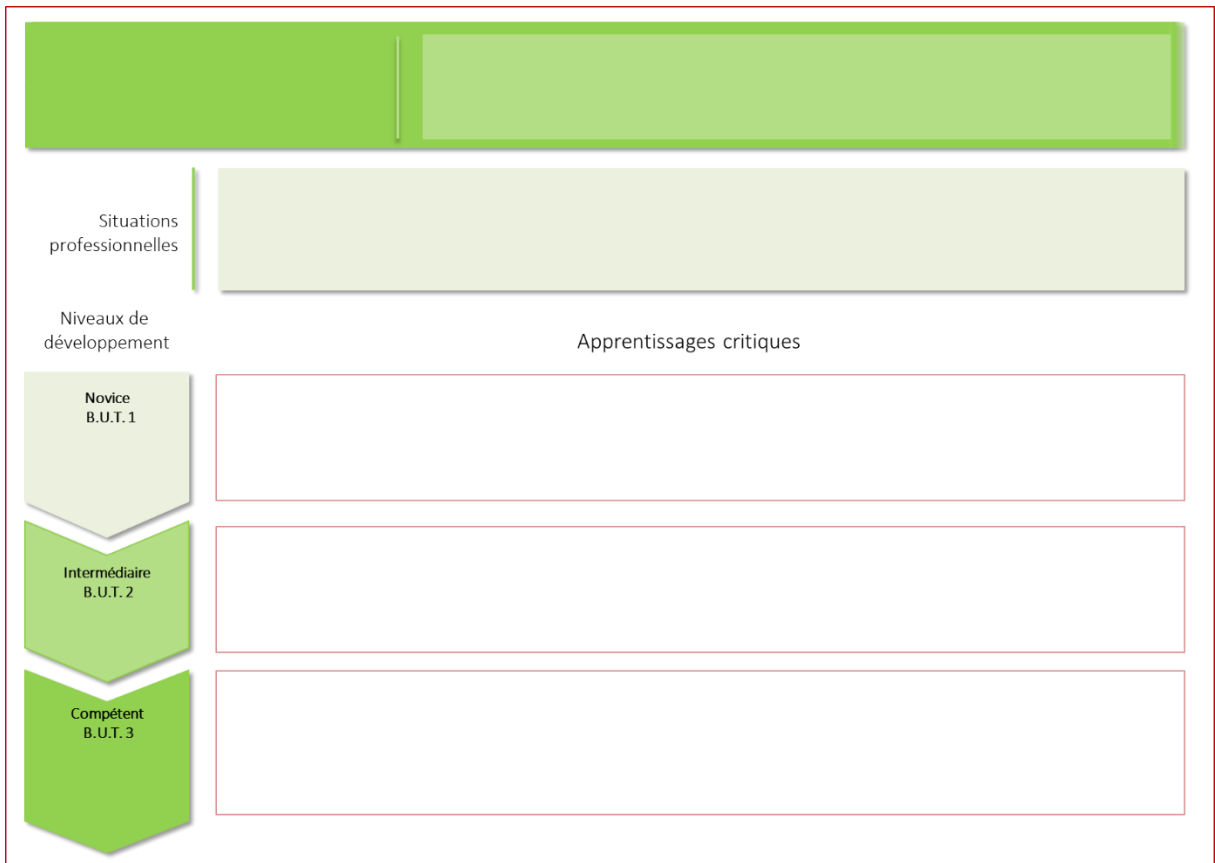 Situations
professionnelles
Niveaux de
développement
Apprentissages critiques
Novice
B.U.T. 1
Intermédiaire
B.U.T. 2
Compétent
B.U.T. 3